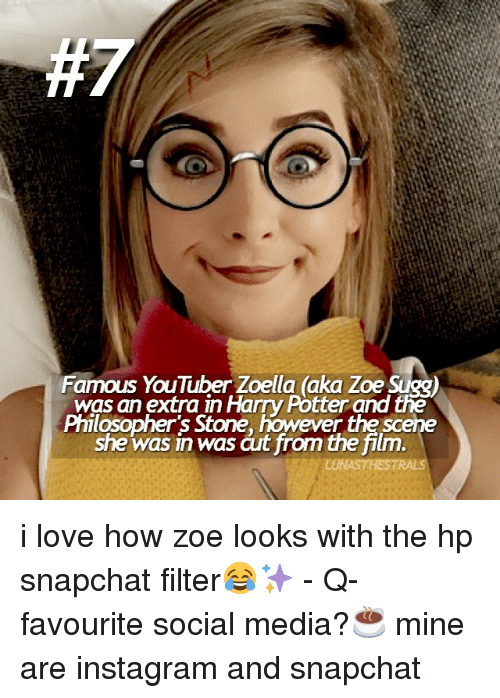 #7
Famous YouTuber Zoella (aka Zoe Sugg)
was an extra in Harry Potter and the
Philosopher's Stone, however the scene
she was in was cut from the film.
LUNASTHESTRALS
i love how zoe looks with the hp
snapchat filter😂✨ - Q-
favourite social media?☕ mine
are instagram and snapchat